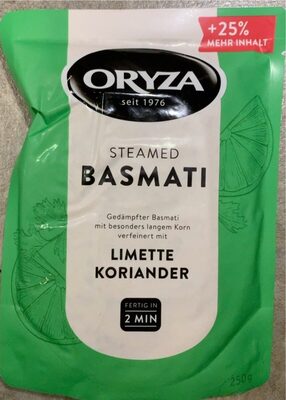 +25%
MEHR INHALT
ORYZA
seit 1976
STEAMED
BASMATI
Gedämpfter Basmati
mit besonders langem Korn
verfeinert mit
LIMETTE
KORIANDER
FERTIG IN
2 MIN
250g